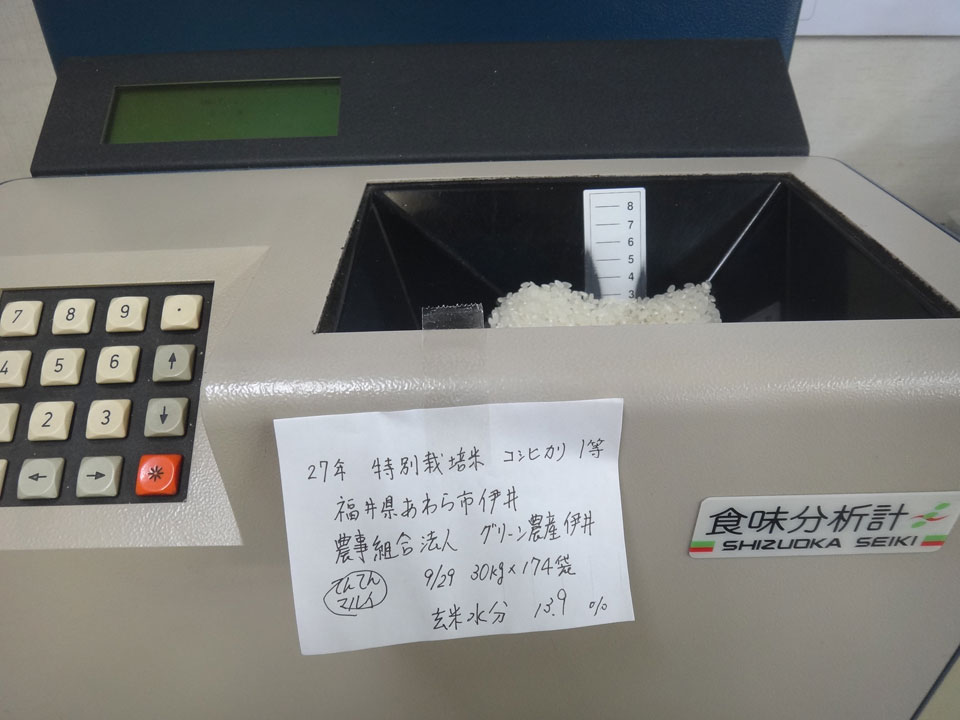 8
7
6
5
4
3
7 8 9 .
4 5 6 ↑
2 3 ↓
← → *
27年 特別栽培米 コシヒカリ 1等
福井県あわら市伊井
農事組合法人 グリーン農産伊井
てんてん
マルイ
9/29 30kg×174袋
玄米水分 13.9 %
食味分析計
SHIZUOKA SEIKI